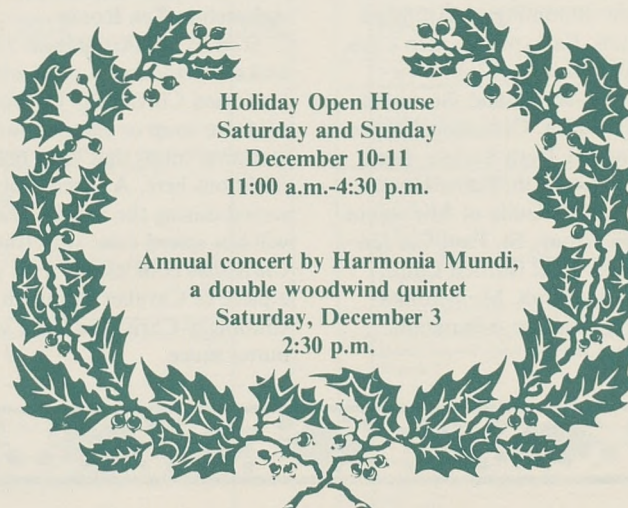 Holiday Open House
Saturday and Sunday
December 10-11
11:00 a.m.-4:30 p.m.
Annual concert by Harmonia Mundi,
a double woodwind quintet
Saturday, December 3
2:30 p.m.